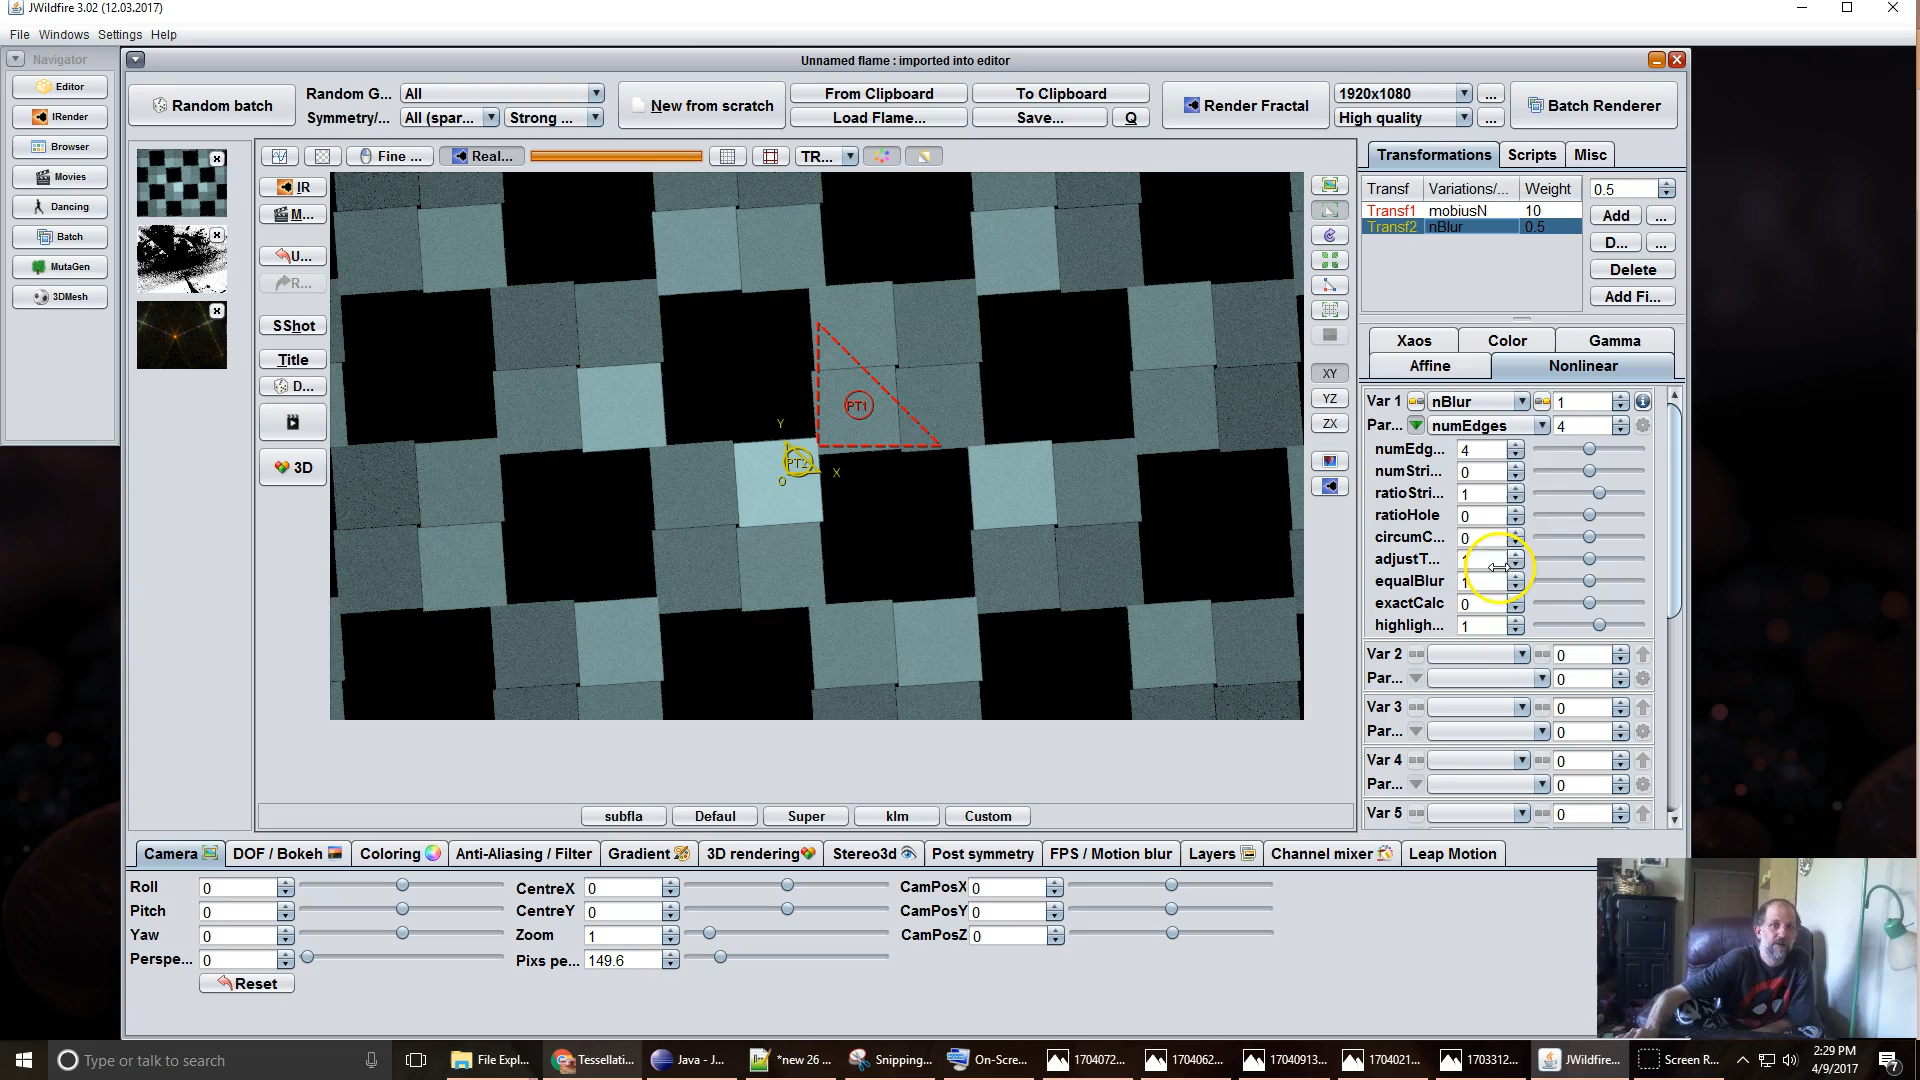 JWildfire 3.02 (12.03.2017)
File Windows Settings Help
Navigator
Editor
IRender
Browser
Movies
Dancing
Batch
MutaGen
3DMesh
Unnamed flame : imported into editor
Random batch
Random G... All
Symmetry/... All (spar... Strong ...
New from scratch
From Clipboard To Clipboard
Load Flame... Save... Q
Render Fractal
1920x1080 ...
High quality ...
Batch Renderer
Fine ... Real... TR...
IR
M...
U...
R...
SShot
Title
D...
3D
PT1
Y
PT2
X
O
XY
YZ
ZX
Transformations Scripts Misc
Transf Variations/... Weight 0.5
Transf1 mobiusN 10
Transf2 nBlur 0.5
Add ...
D... ...
Delete
Add Fi...
Xaos Color Gamma
Affine Nonlinear
Var 1 nBlur 1
Par... numEdges 4
numEdg... 4
numStri... 0
ratioStri... 1
ratioHole 0
circumC... 0
adjustT...
equalBlur 1
exactCalc 0
highligh... 1
Var 2 0
Par... 0
Var 3 0
Par... 0
Var 4 0
Par... 0
Var 5 0
subfla Defaul Super klm Custom
Camera DOF / Bokeh Coloring Anti-Aliasing / Filter Gradient 3D rendering Stereo3d Post symmetry FPS / Motion blur Layers Channel mixer Leap Motion
Roll 0 CentreX 0 CamPosX 0
Pitch 0 CentreY 0 CamPosY 0
Yaw 0 Zoom 1 CamPosZ 0
Perspe... 0 Pixs pe... 149.6
Reset
Type or talk to search
File Expl... Tessellati... Java - J... *new 26 ... Snipping... On-Scre... 1704072... 1704062... 17040913... 1704021... 1703312... JWildfire... Screen R...
2:29 PM
4/9/2017
7